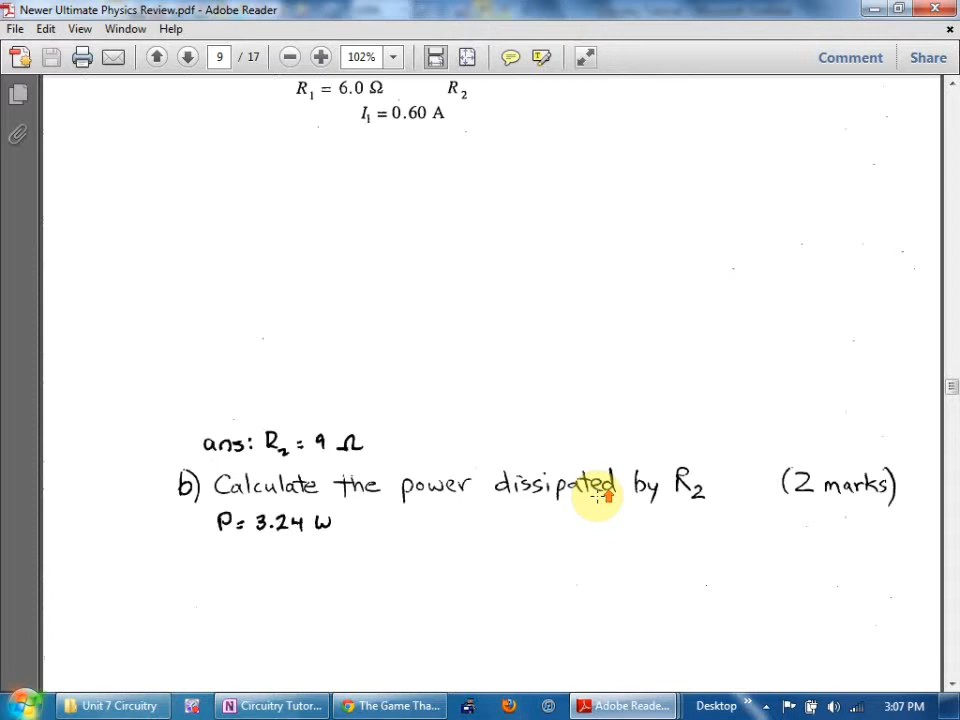 Newer Ultimate Physics Review.pdf - Adobe Reader
File Edit View Window Help
9 / 17 102% Comment Share
R₁ = 6.0 Ω R₂
I₁ = 0.60 A
ans: R₂ = 9 Ω
b) Calculate the power dissipated by R₂ (2 marks)
P = 3.24 W
Unit 7 Circuitry Circuitry Tutor... The Game Tha... Adobe Reade... Desktop 3:07 PM